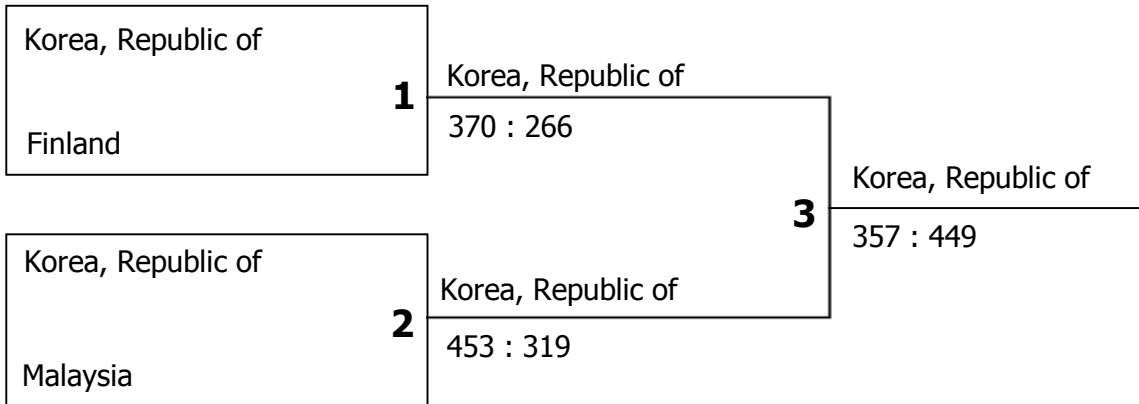 Korea, Republic of
1
Finland
Korea, Republic of
370 : 266
Korea, Republic of
2
Malaysia
Korea, Republic of
453 : 319
3
Korea, Republic of
357 : 449